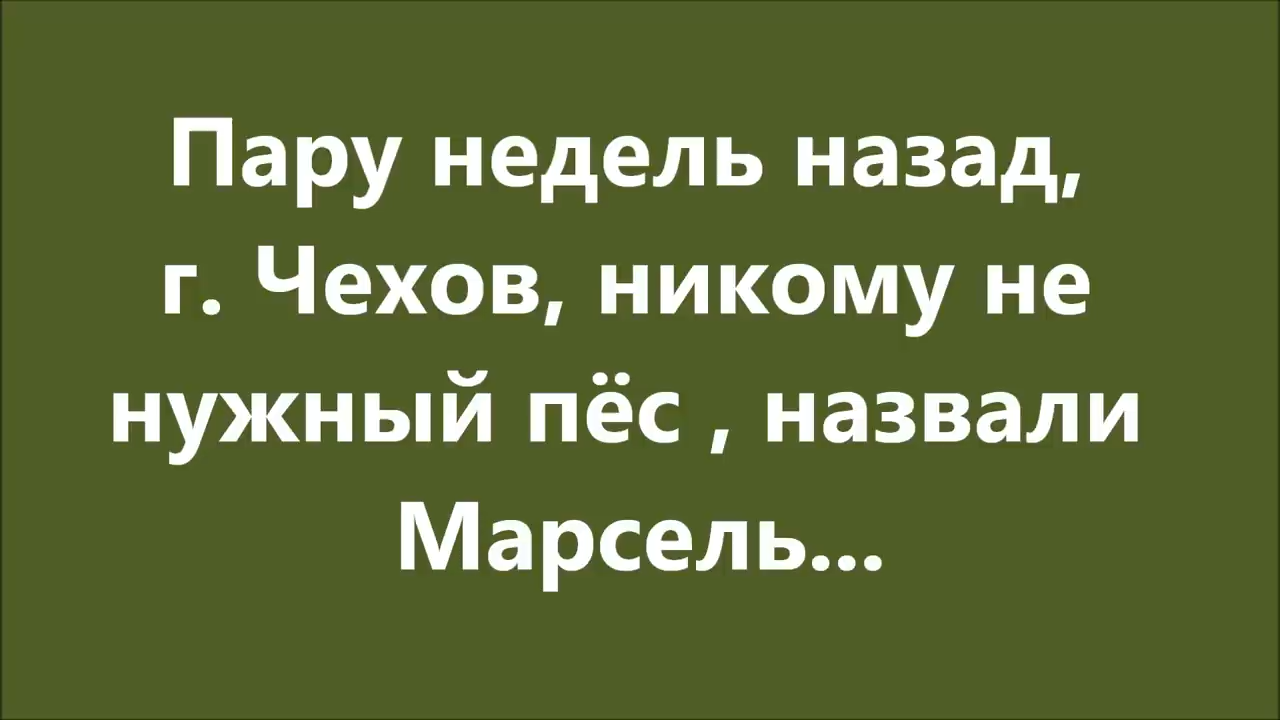 Пару недель назад,
г. Чехов, никому не
нужный пёс , назвали
Марсель...